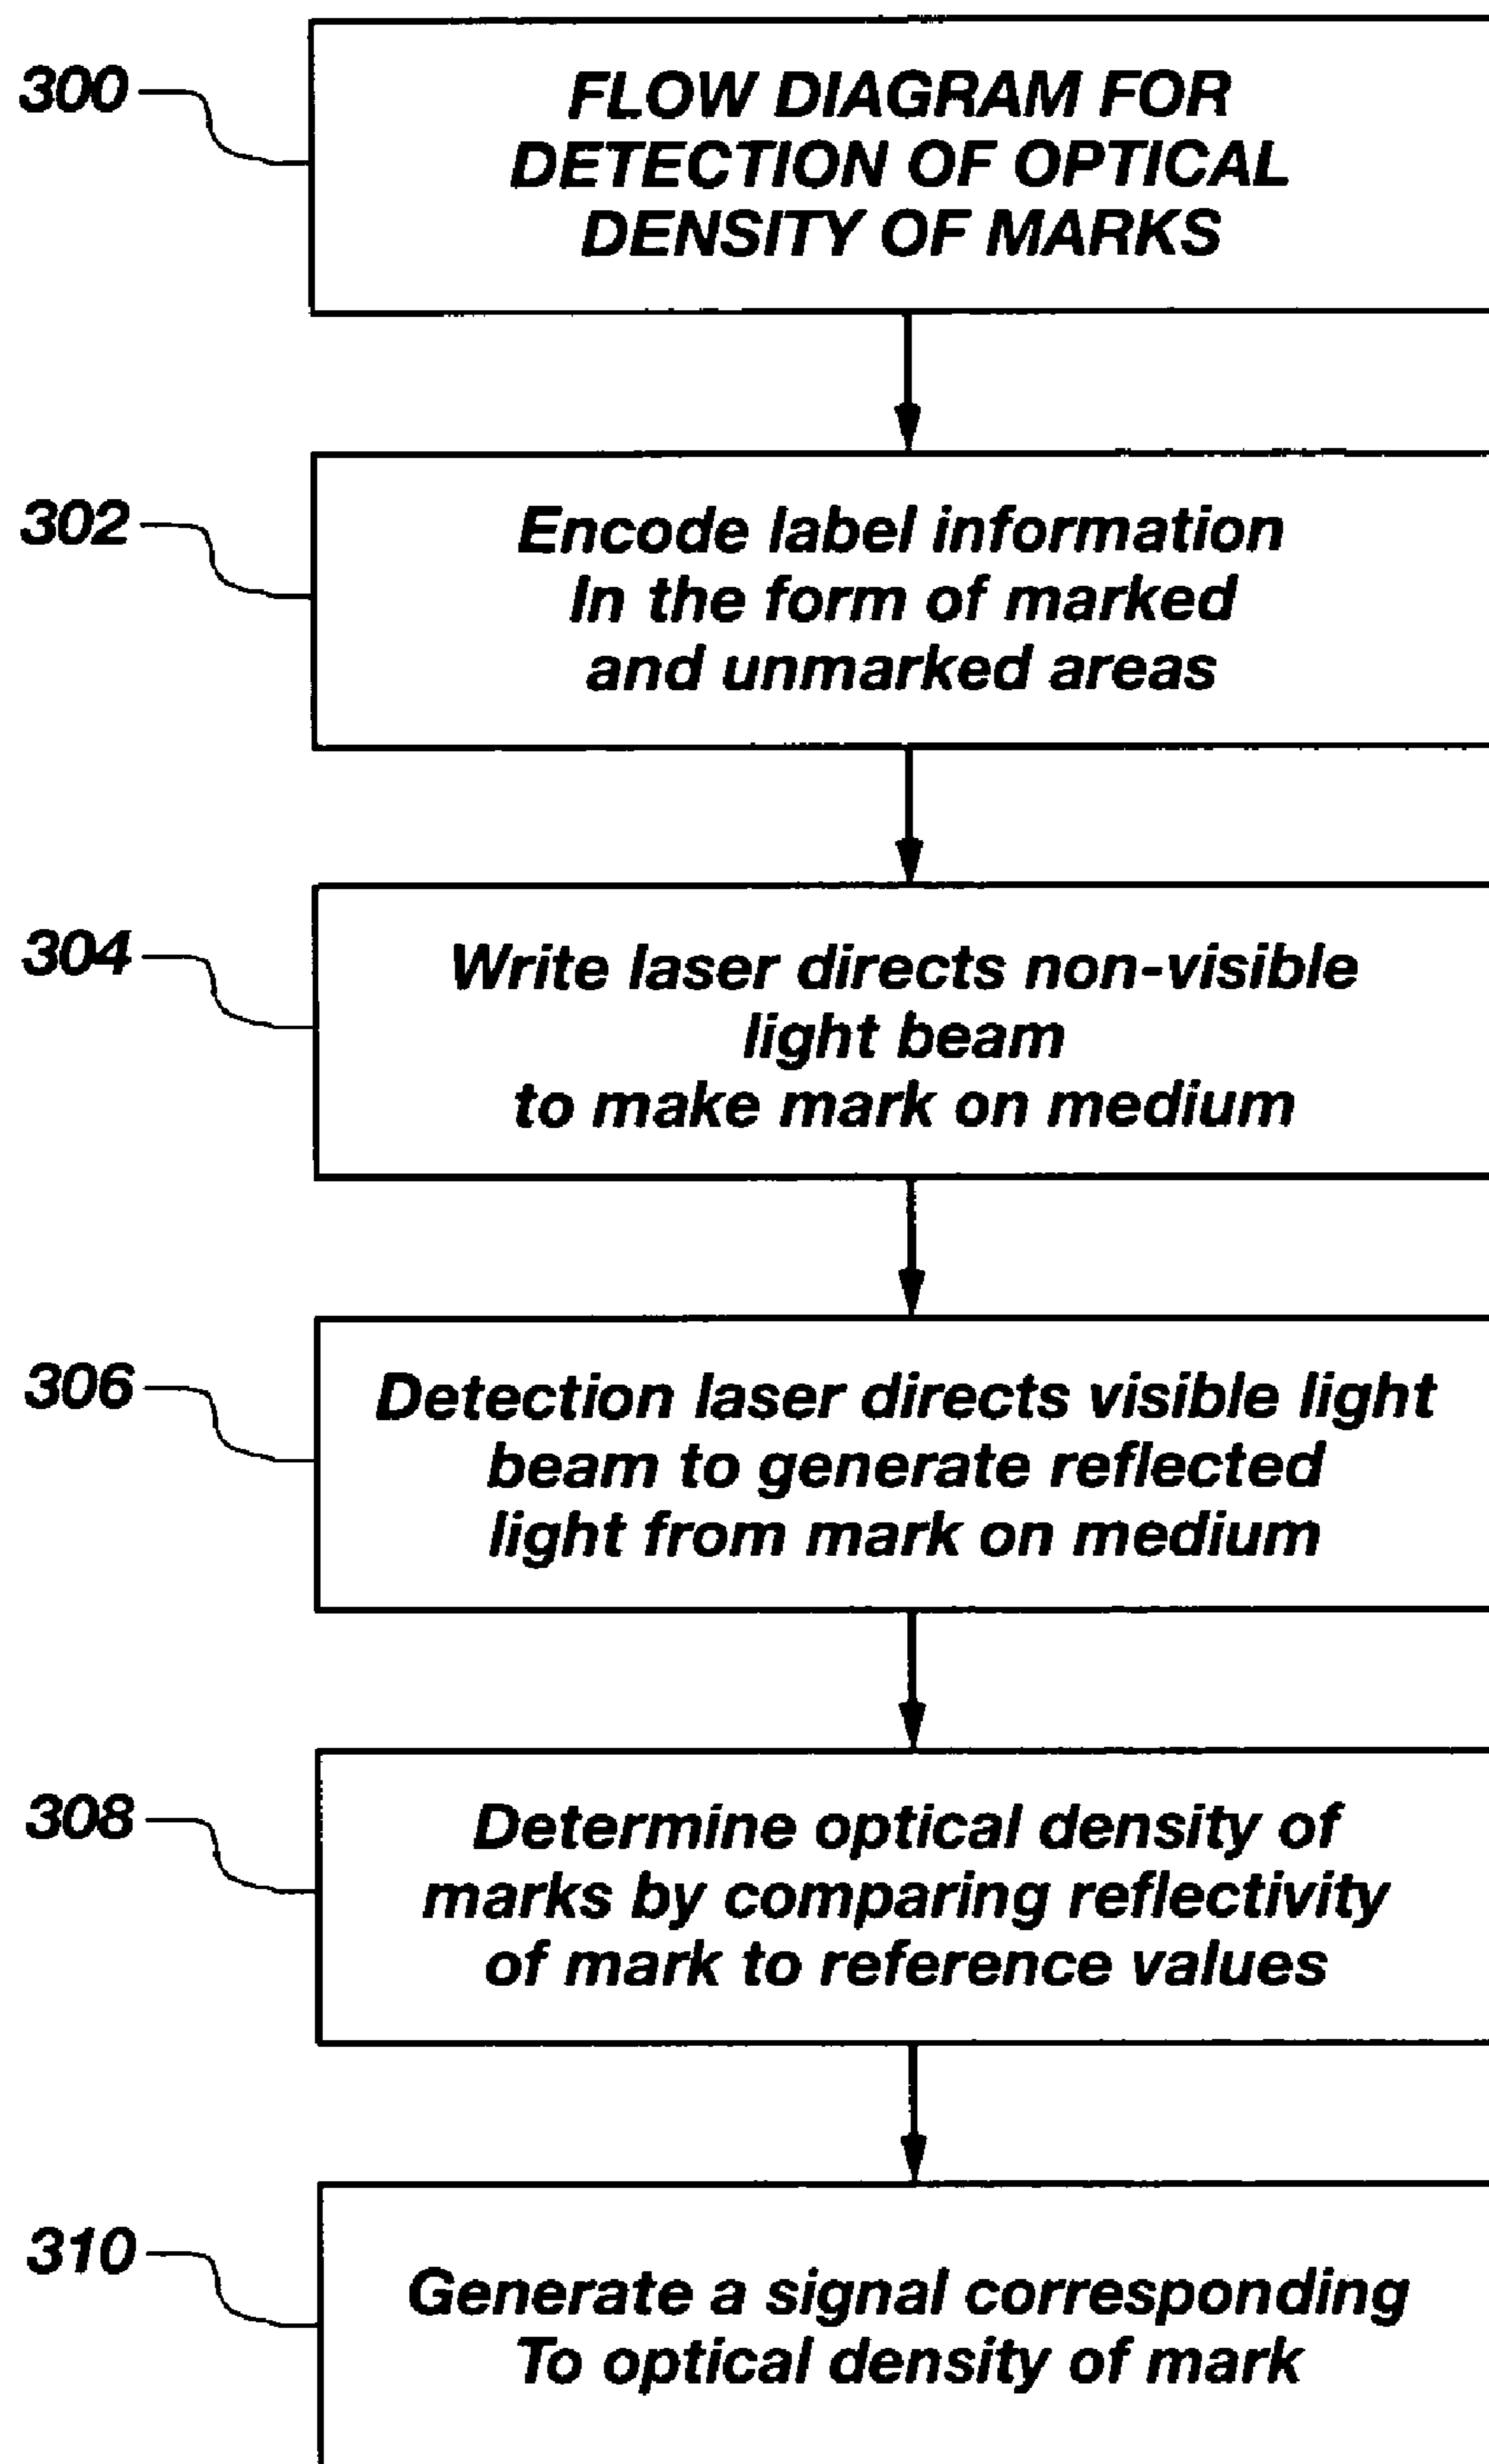 300
FLOW DIAGRAM FOR
DETECTION OF OPTICAL
DENSITY OF MARKS
302
Encode label information
In the form of marked
and unmarked areas
304
Write laser directs non-visible
light beam
to make mark on medium
306
Detection laser directs visible light
beam to generate reflected
light from mark on medium
308
Determine optical density of
marks by comparing reflectivity
of mark to reference values
310
Generate a signal corresponding
To optical density of mark